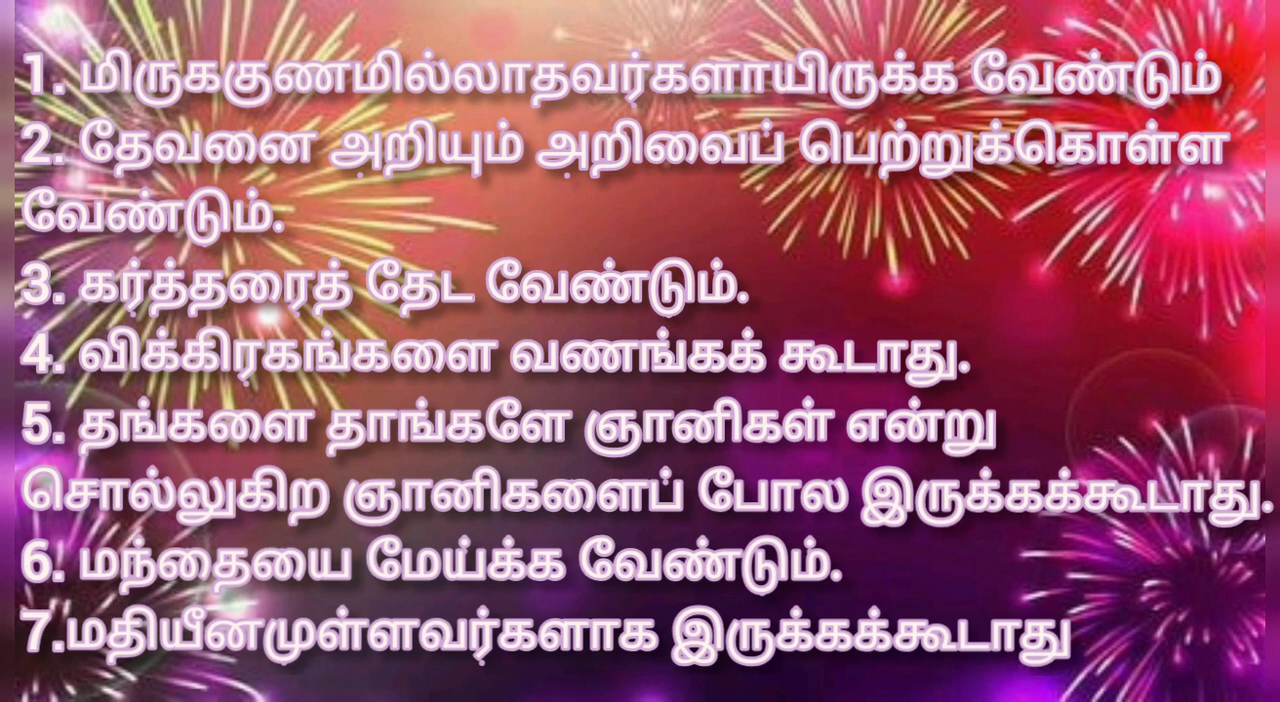 1. மிருககுணமில்லாதவர்களாயிருக்க வேண்டும்
2. தேவனை அறியும் அறிவைப் பெற்றுக்கொள்ள
வேண்டும்.
3. கர்த்தரைத் தேட வேண்டும்.
4. விக்கிரகங்களை வணங்கக் கூடாது.
5. தங்களை தாங்களே ஞானிகள் என்று
சொல்லுகிற ஞானிகளைப் போல இருக்கக்கூடாது.
6. மந்தையை மேய்க்க வேண்டும்.
7.மதியீனமுள்ளவர்களாக இருக்கக்கூடாது